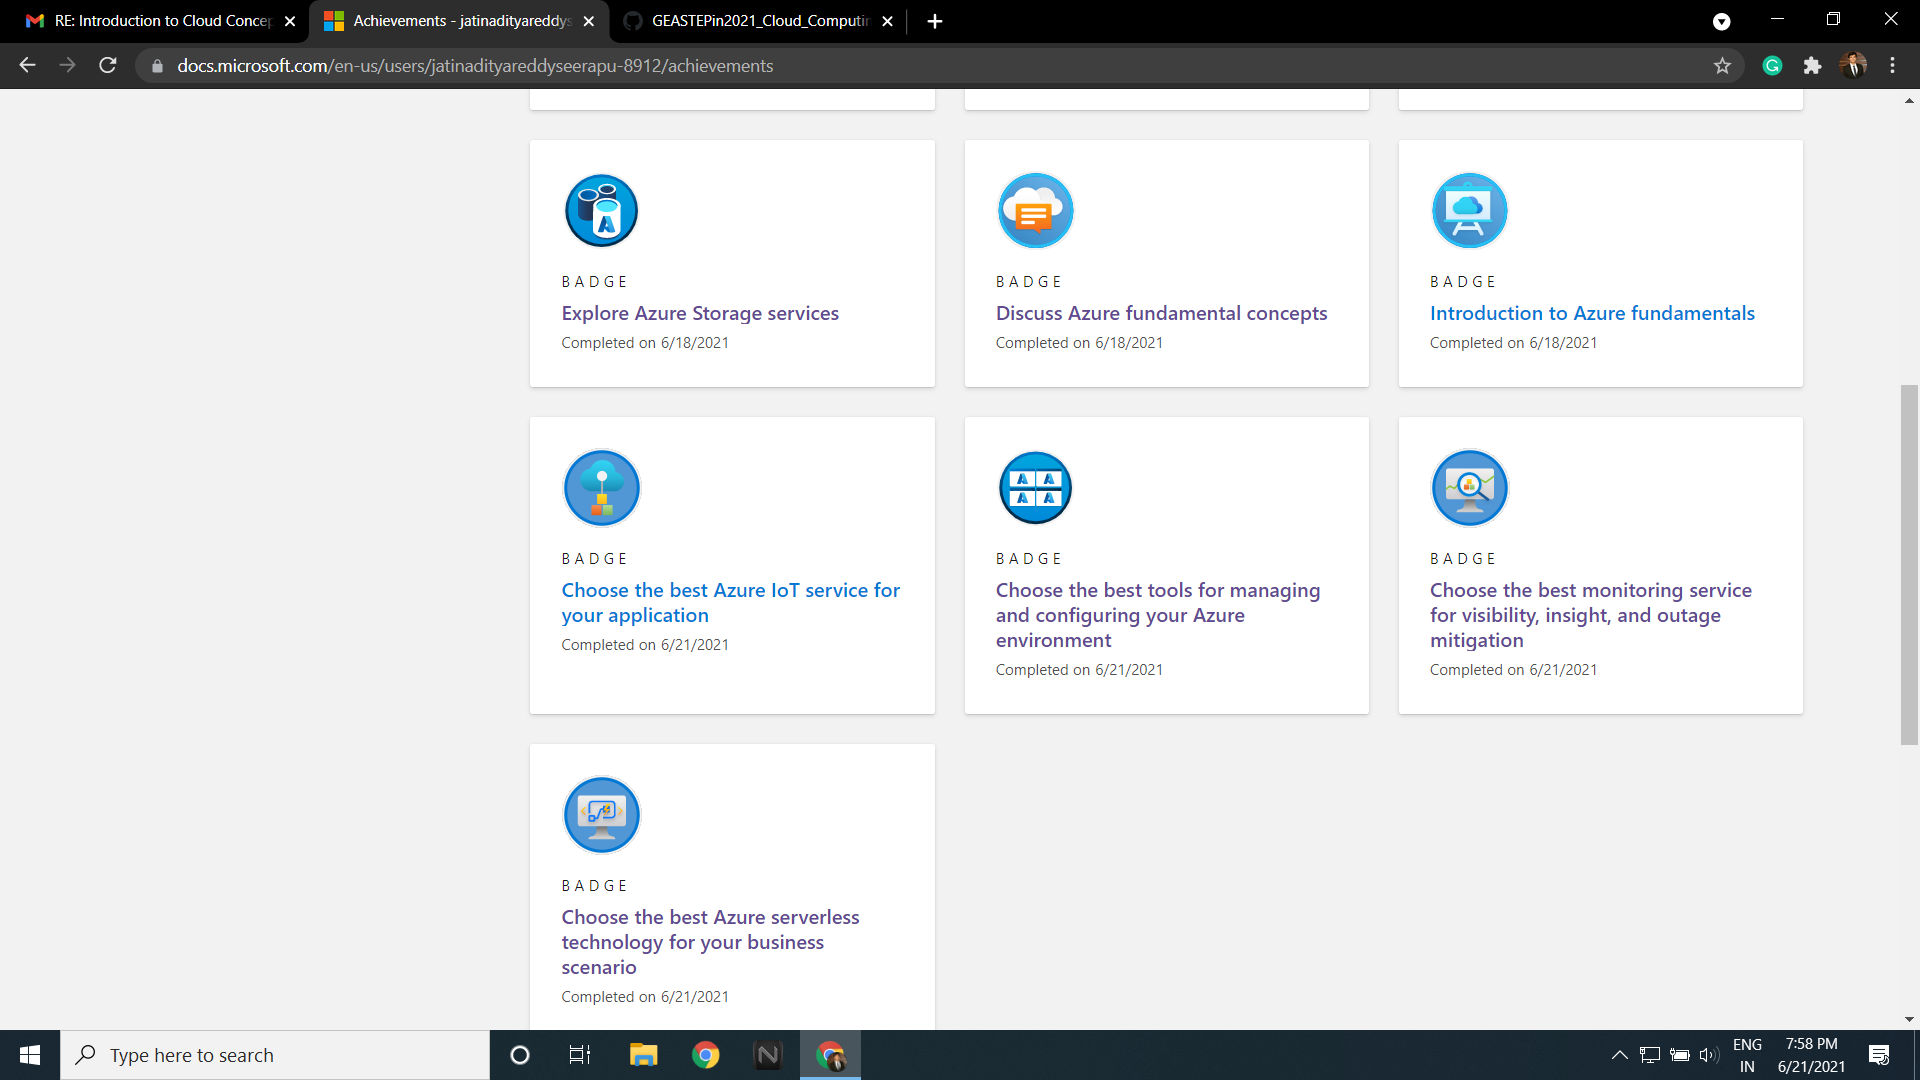 RE: Introduction to Cloud Conce
Achievements - jatinadityareddys
GEASTEPin2021_Cloud_Computin
docs.microsoft.com/en-us/users/jatinadityareddyseerapu-8912/achievements
BADGE
Explore Azure Storage services
Completed on 6/18/2021
BADGE
Discuss Azure fundamental concepts
Completed on 6/18/2021
BADGE
Introduction to Azure fundamentals
Completed on 6/18/2021
BADGE
Choose the best Azure IoT service for
your application
Completed on 6/21/2021
BADGE
Choose the best tools for managing
and configuring your Azure
environment
Completed on 6/21/2021
BADGE
Choose the best monitoring service
for visibility, insight, and outage
mitigation
Completed on 6/21/2021
BADGE
Choose the best Azure serverless
technology for your business
scenario
Completed on 6/21/2021
Type here to search
ENG
IN
7:58 PM
6/21/2021